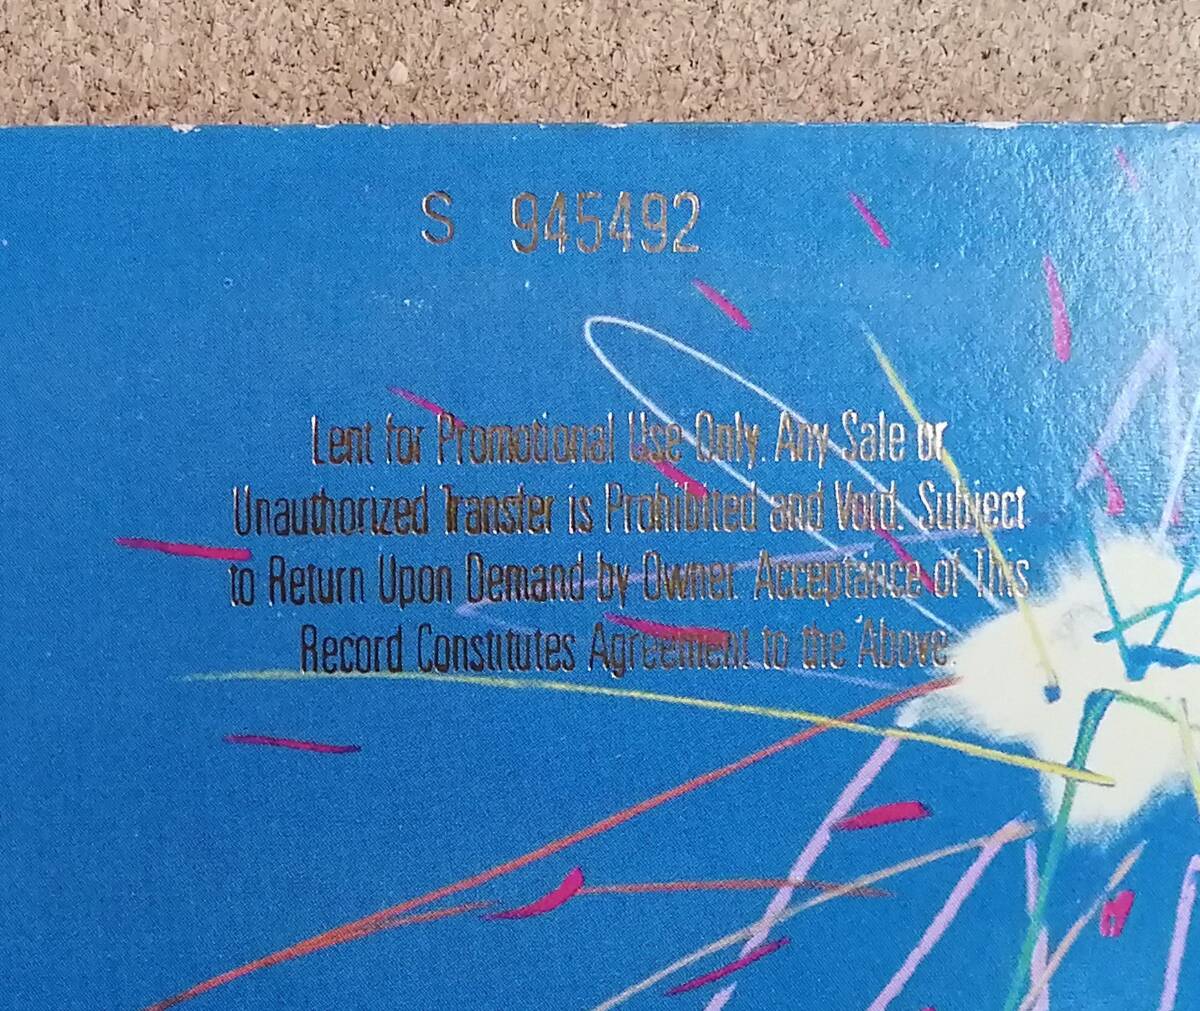 S 945492
Lent for Promotional Use Only. Any Sale or
Unauthorized Transfer is Prohibited and Void. Subject
to Return Upon Demand by Owner. Acceptance of This
Record Constitutes Agreement to the Above.